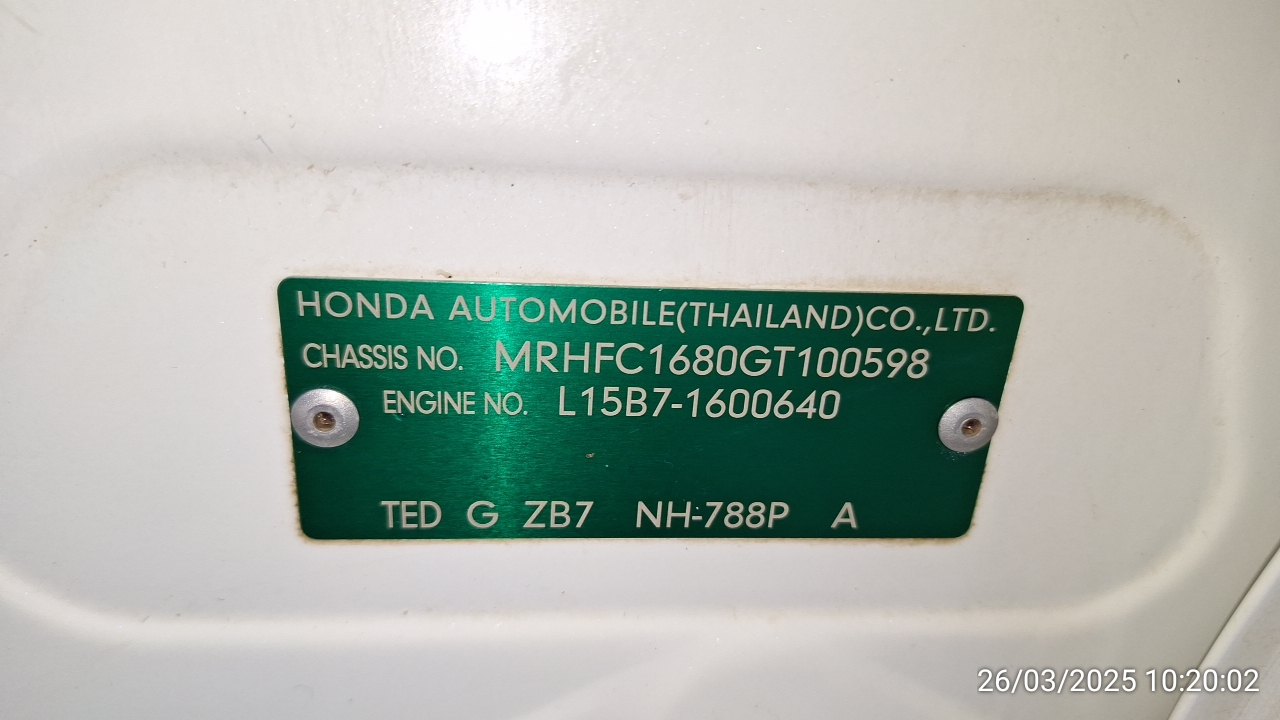 HONDA AUTOMOBILE(THAILAND)CO.,LTD.
CHASSIS NO. MRHFC1680GT100598
ENGINE NO. L15B7-1600640
TED G ZB7 NH-788P A
26/03/2025 10:20:02